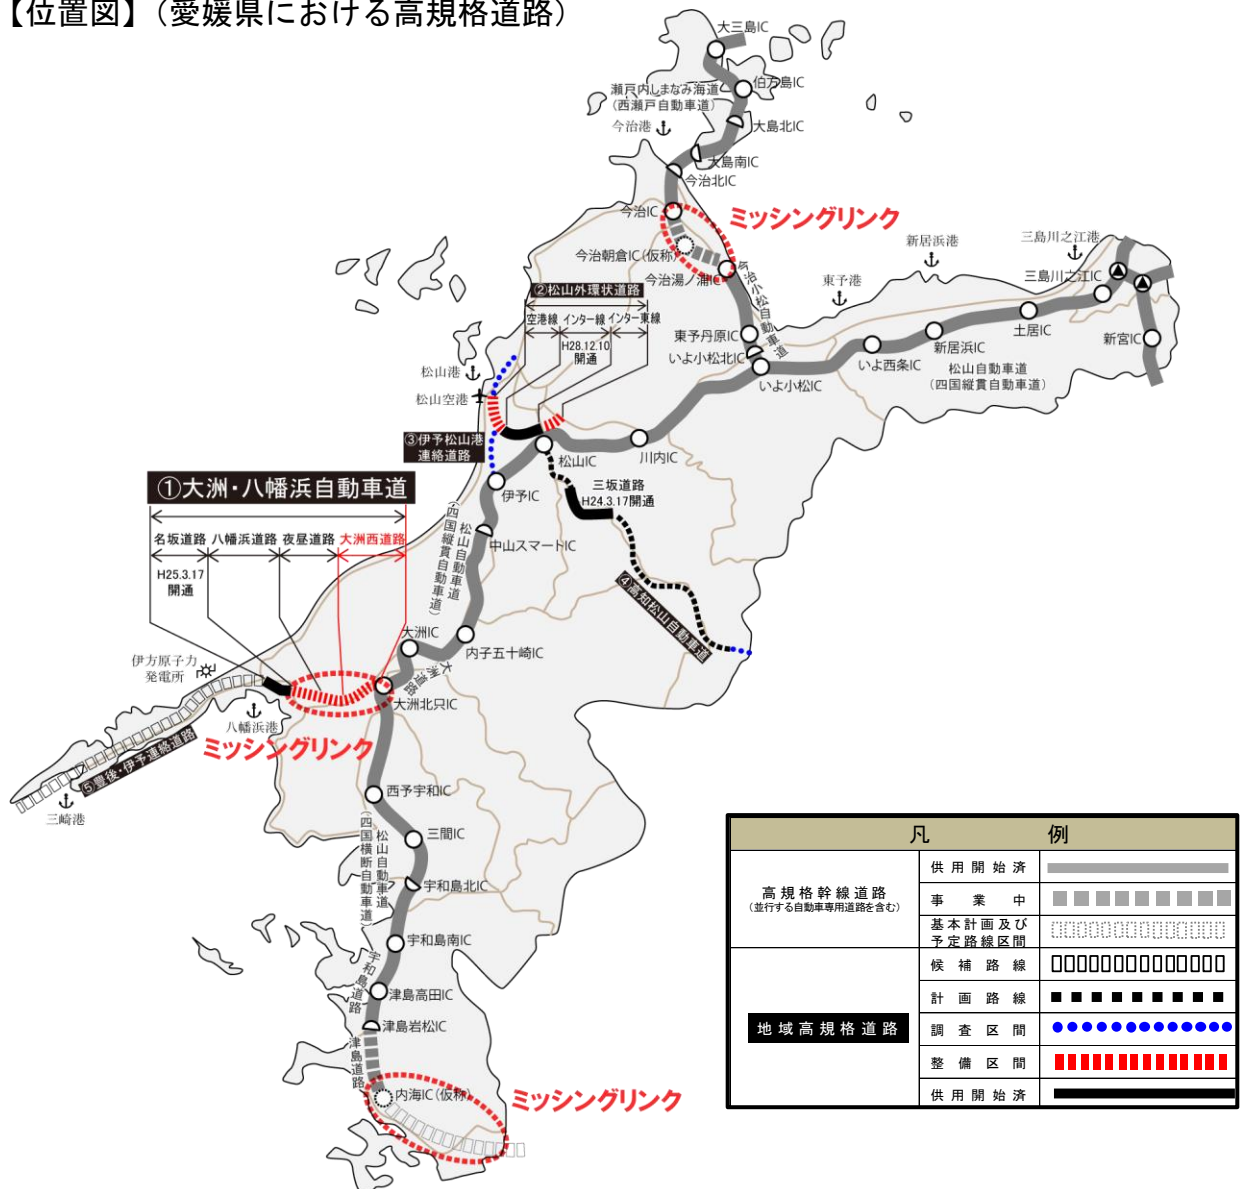 【位置図】（愛媛県における高規格道路）
大三島IC
瀬戸内しまなみ海道
(西瀬戸自動車道)
伯方島IC
今治港
大島北IC
大島南IC
今治北IC
今治IC
ミッシングリンク
今治朝倉IC(仮称)
今治湯ノ浦IC
今治小松自動車道
新居浜港
三島川之江港
東予港
三島川之江IC
②松山外環状道路
空港線
インター線
インター東線
H28.12.10
開通
東予丹原IC
いよ小松北IC
いよ小松IC
いよ西条IC
新居浜IC
土居IC
新宮IC
松山自動車道
(四国縦貫自動車道)
松山港
松山空港
③伊予松山港
連絡道路
松山IC
川内IC
伊予IC
三坂道路
H24.3.17開通
①大洲・八幡浜自動車道
名坂道路
八幡浜道路
夜昼道路
大洲西道路
H25.3.17
開通
松山自動車道
(四国縦貫自動車道)
中山スマートIC
④高知松山自動車道
大洲IC
内子五十崎IC
大洲道路
伊方原子力
発電所
大洲北只IC
八幡浜港
ミッシングリンク
⑤豊後・伊予連絡道路
三崎港
西予宇和IC
三間IC
松山自動車道
(四国横断自動車道)
宇和島北IC
宇和島南IC
宇和島道路
津島高田IC
津島岩松IC
津島道路
内海IC(仮称)
ミッシングリンク
凡例
高規格幹線道路
(並行する自動車専用道路を含む)
供用開始済
事業中
基本計画及び
予定路線区間
地域高規格道路
候補路線
計画路線
調査区間
整備区間
供用開始済